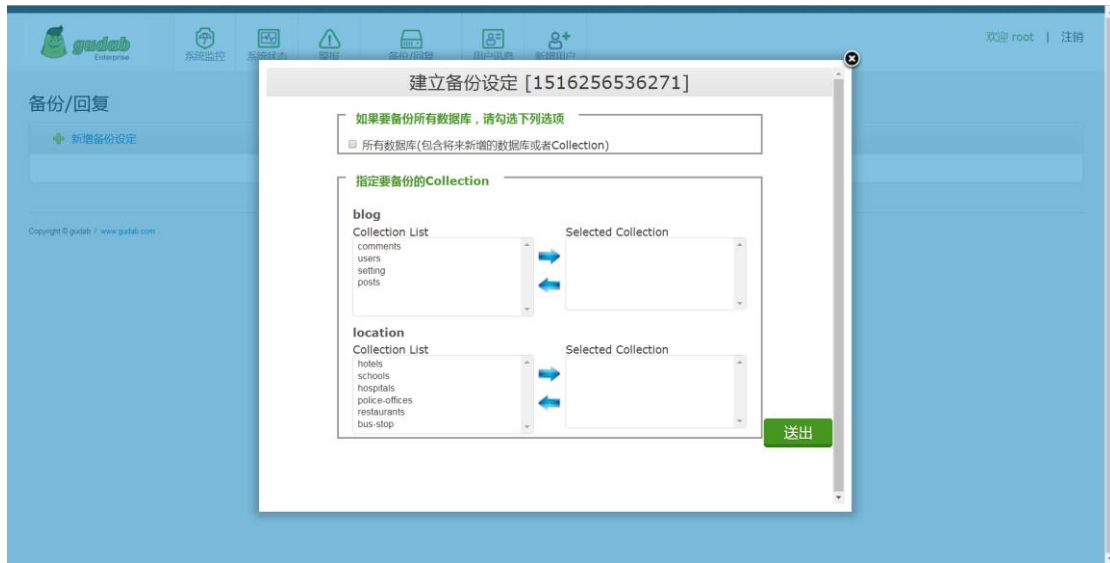 gudab
Enterprise
系统监控
系统状态
警报
备份/回复
用户讯息
新增用户
欢迎 root | 注销
备份/回复
新增备份设定
建立备份设定 [1516256536271]
如果要备份所有数据库，请勾选下列选项
所有数据库(包含将来新增的数据库或者Collection)
指定要备份的Collection
blog
Collection List
Selected Collection
comments
users
setting
posts
location
Collection List
Selected Collection
hotels
schools
hospitals
police-offices
restaurants
bus-stop
送出
Copyright © gudab / www.gudab.com